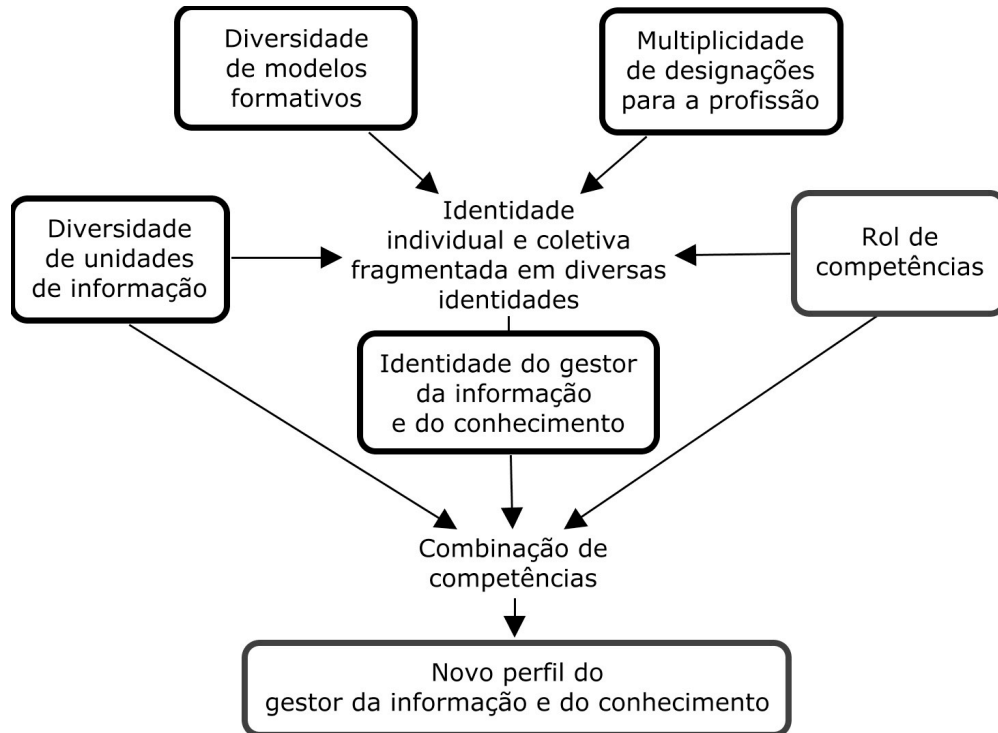 Diversidade
de modelos
formativos
Multiplicidade
de designações
para a profissão
Diversidade
de unidades
de informação
Identidade
individual e coletiva
fragmentada em diversas
identidades
Rol de
competências
Identidade do gestor
da informação
e do conhecimento
Combinação de
competências
Novo perfil do
gestor da informação e do conhecimento